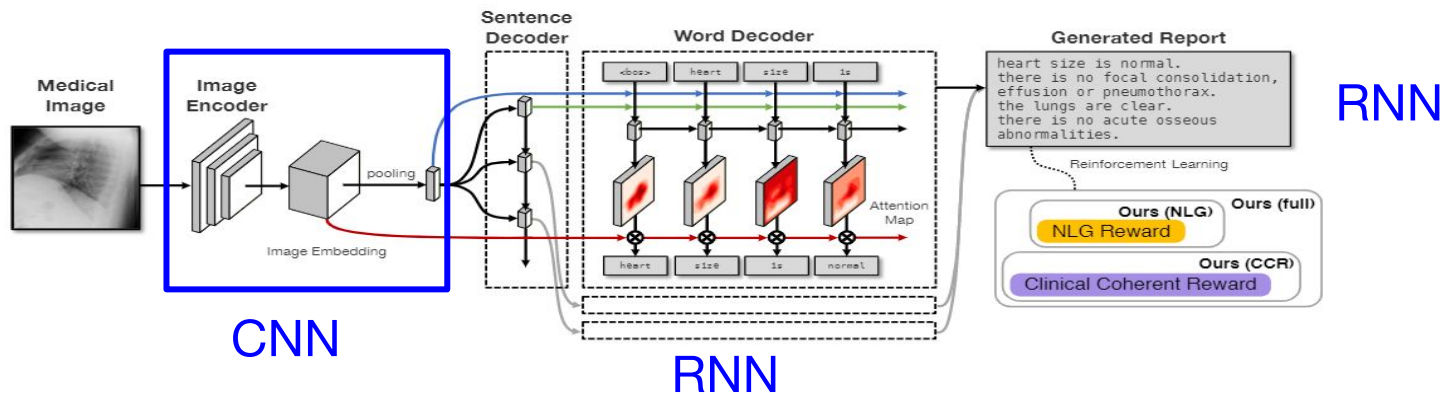 Sentence
Decoder
Word Decoder
Generated Report
Medical
Image
Image
Encoder
pooling
Image Embedding
<bos>
heart
size
is
Attention
Map
heart
size
is
normal
heart size is normal.
there is no focal consolidation,
effusion or pneumothorax.
the lungs are clear.
there is no acute osseous
abnormalities.
Reinforcement Learning
Ours (NLG)
Ours (full)
NLG Reward
Ours (CCR)
Clinical Coherent Reward
CNN
RNN
RNN